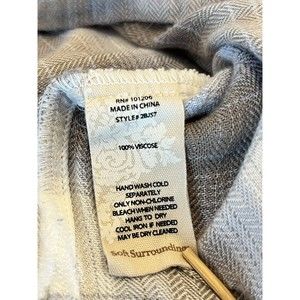 RN# 101206
MADE IN CHINA
STYLE# 2BJ57
100% VISCOSE
HAND WASH COLD
SEPARATELY
ONLY NON-CHLORINE
BLEACH WHEN NEEDED
HANG TO DRY
COOL IRON IF NEEDED
MAY BE DRY CLEANED
Soft Surroundings